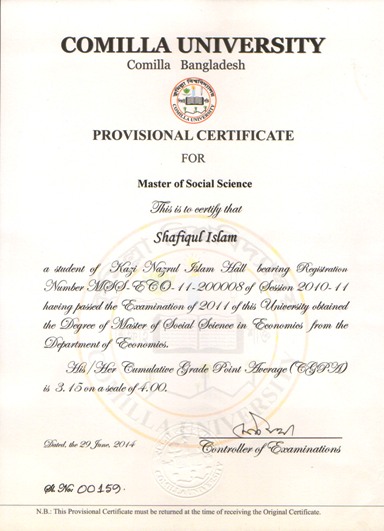 COMILLA UNIVERSITY
Comilla Bangladesh
COMILLA UNIVERSITY
PROVISIONAL CERTIFICATE
FOR
Master of Social Science
This is to certify that
Shafiqul Islam
a student of Kazi Nazrul Islam Hall bearing Registration
Number MSS-ECO-11-200008 of Session 2010-11
having passed the Examination of 2011 of this University obtained
the Degree of Master of Social Science in Economics from the
Department of Economics.
His/Her Cumulative Grade Point Average (CGPA)
is 3.15 on a scale of 4.00.
Dated, the 29 June, 2014
Controller of Examinations
Sl. No. 00159.
N.B.: This Provisional Certificate must be returned at the time of receiving the Original Certificate.